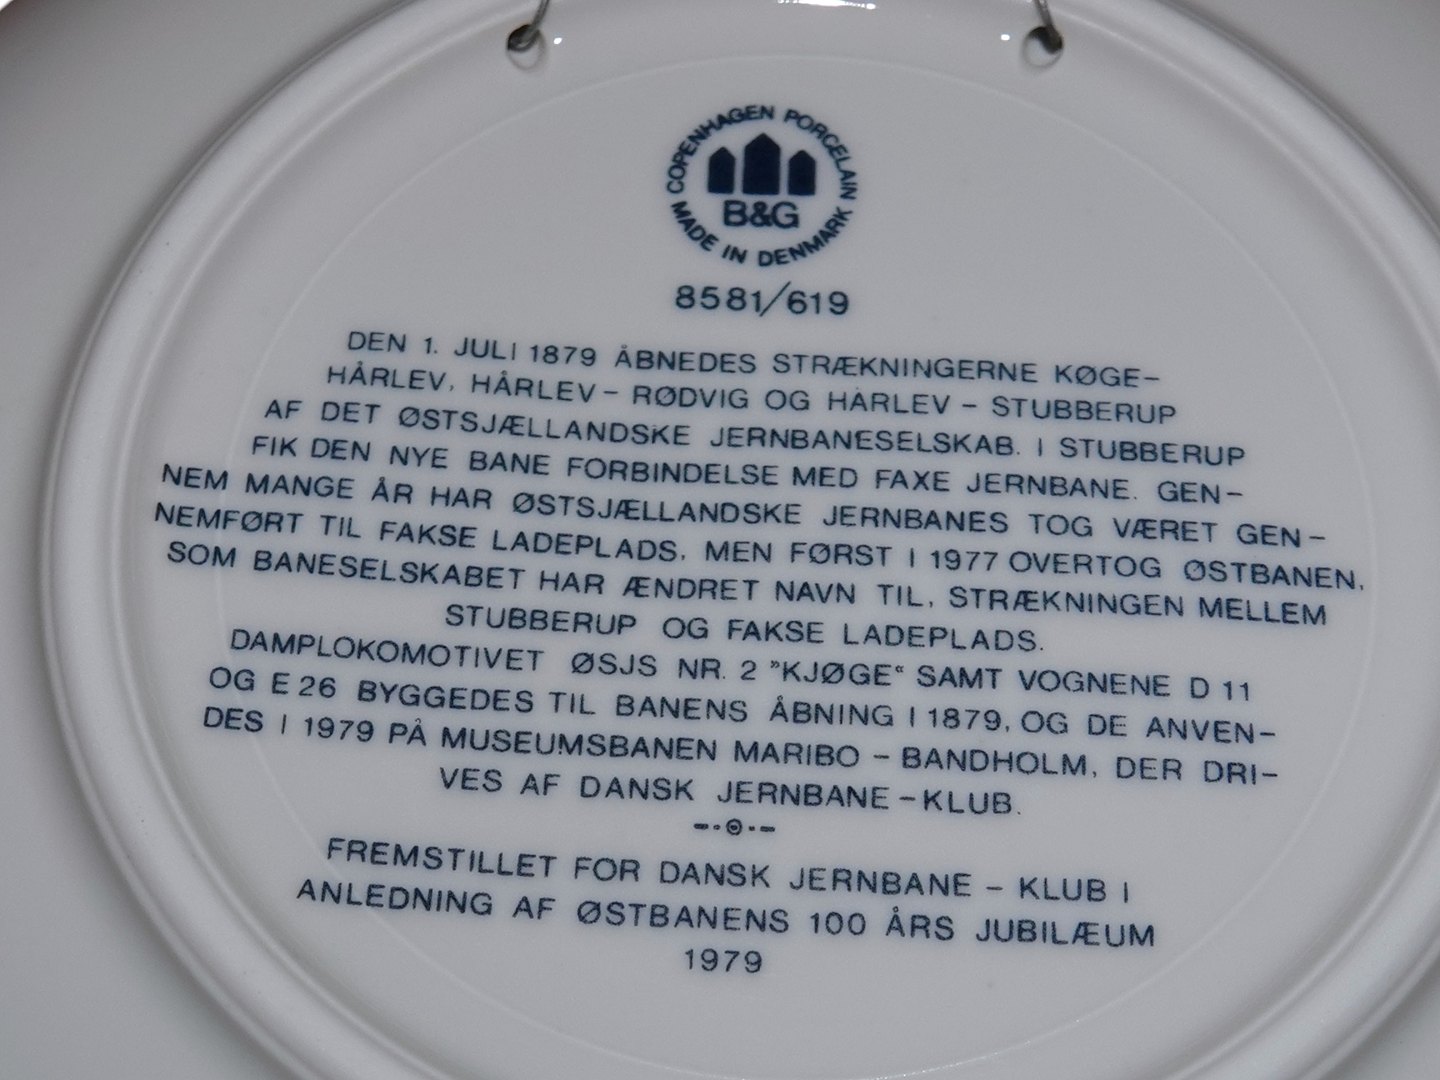 COPENHAGEN PORCELAIN
B&G
MADE IN DENMARK
8581/619
DEN 1. JULI 1879 ÅBNEDES STRÆKNINGERNE KØGE-
HÅRLEV, HÅRLEV - RØDVIG OG HÅRLEV - STUBBERUP
AF DET ØSTSJÆLLANDSKE JERNBANESELSKAB. I STUBBERUP
FIK DEN NYE BANE FORBINDELSE MED FAXE JERNBANE. GEN-
NEM MANGE ÅR HAR ØSTSJÆLLANDSKE JERNBANES TOG VÆRET GEN-
NEMFØRT TIL FAKSE LADEPLADS, MEN FØRST I 1977 OVERTOG ØSTBANEN,
SOM BANESELSKABET HAR ÆNDRET NAVN TIL, STRÆKNINGEN MELLEM
STUBBERUP OG FAKSE LADEPLADS.
DAMPLOKOMOTIVET ØSJS NR. 2 "KJØGE" SAMT VOGNENE D 11
OG E 26 BYGGEDES TIL BANENS ÅBNING I 1879, OG DE ANVEN-
DES I 1979 PÅ MUSEUMSBANEN MARIBO - BANDHOLM, DER DRI-
VES AF DANSK JERNBANE - KLUB.
FREMSTILLET FOR DANSK JERNBANE - KLUB I
ANLEDNING AF ØSTBANENS 100 ÅRS JUBILÆUM
1979